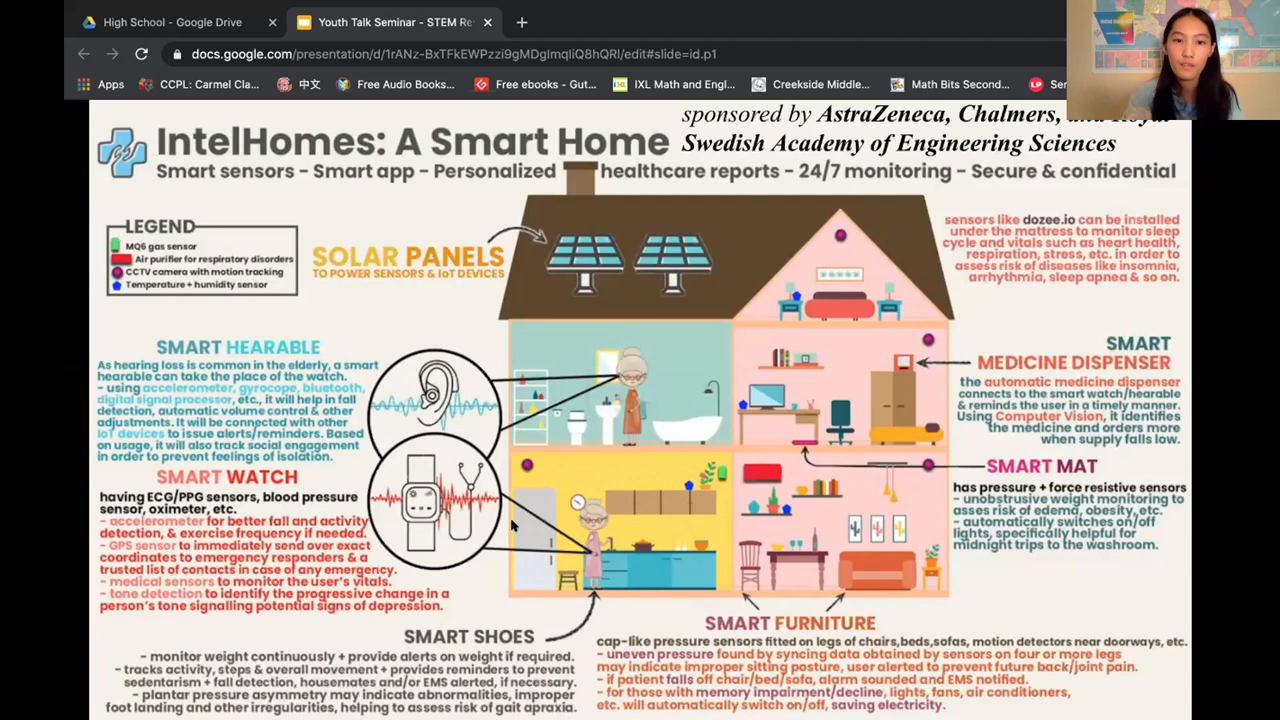 High School - Google Drive
Youth Talk Seminar - STEM Re
docs.google.com/presentation/d/1rANz-BxTFkEWPzzi9gMDglmqliQ8hQRl/edit#slide=id.p1
Apps
CCPL: Carmel Cla...
中文
Free Audio Books...
Free ebooks - Gut...
IXL Math and Engl...
Creekside Middle...
Math Bits Second...
Ser
sponsored by AstraZeneca, Chalmers, and Royal
Swedish Academy of Engineering Sciences
IntelHomes: A Smart Home
Smart sensors - Smart app - Personalized healthcare reports - 24/7 monitoring - Secure & confidential
LEGEND
MQ6 gas sensor
Air purifier for respiratory disorders
CCTV camera with motion tracking
Temperature + humidity sensor
SOLAR PANELS
TO POWER SENSORS & IoT DEVICES
sensors like dozee.io can be installed
under the mattress to monitor sleep
cycle and vitals such as heart health,
respiration, stress, etc. in order to
assess risk of diseases like insomnia,
arrhythmia, sleep apnea & so on.
SMART HEARABLE
As hearing loss is common in the elderly, a smart
hearable can take the place of the watch.
- using accelerometer, gyrocope, bluetooth,
digital signal processor, etc., it will help in fall
detection, automatic volume control & other
adjustments. It will be connected with other
IoT devices to issue alerts/reminders. Based
on usage, it will also track social engagement
in order to prevent feelings of isolation.
SMART
MEDICINE DISPENSER
the automatic medicine dispenser
connects to the smart watch/hearable
& reminds the user in a timely manner.
Using Computer Vision, it identifies
the medicine and orders more
when supply falls low.
SMART WATCH
having ECG/PPG sensors, blood pressure
sensor, oximeter, etc.
- accelerometer for better fall and activity
detection, & exercise frequency if needed.
- GPS sensor to immediately send over exact
coordinates to emergency responders & a
trusted list of contacts in case of any emergency.
- medical sensors to monitor the user's vitals.
- tone detection to identify the progressive change in a
person's tone signalling potential signs of depression.
SMART MAT
has pressure + force resistive sensors
- unobstrusive weight monitoring to
asses risk of edema, obesity, etc.
- automatically switches on/off
lights, specifically helpful for
midnight trips to the washroom.
SMART SHOES
- monitor weight continuously + provide alerts on weight if required.
- tracks activity, steps & overall movement + provides reminders to prevent
sedentarism + fall detection, housemates and/or EMS alerted, if necessary.
- plantar pressure asymmetry may indicate abnormalities, improper
foot landing and other irregularities, helping to assess risk of gait apraxia.
SMART FURNITURE
cap-like pressure sensors fitted on legs of chairs,beds,sofas, motion detectors near doorways, etc.
- uneven pressure found by syncing data obtained by sensors on four or more legs
may indicate improper sitting posture, user alerted to prevent future back/joint pain.
- if patient falls off chair/bed/sofa, alarm sounded and EMS notified.
- for those with memory impairment/decline, lights, fans, air conditioners,
etc. will automatically switch on/off, saving electricity.